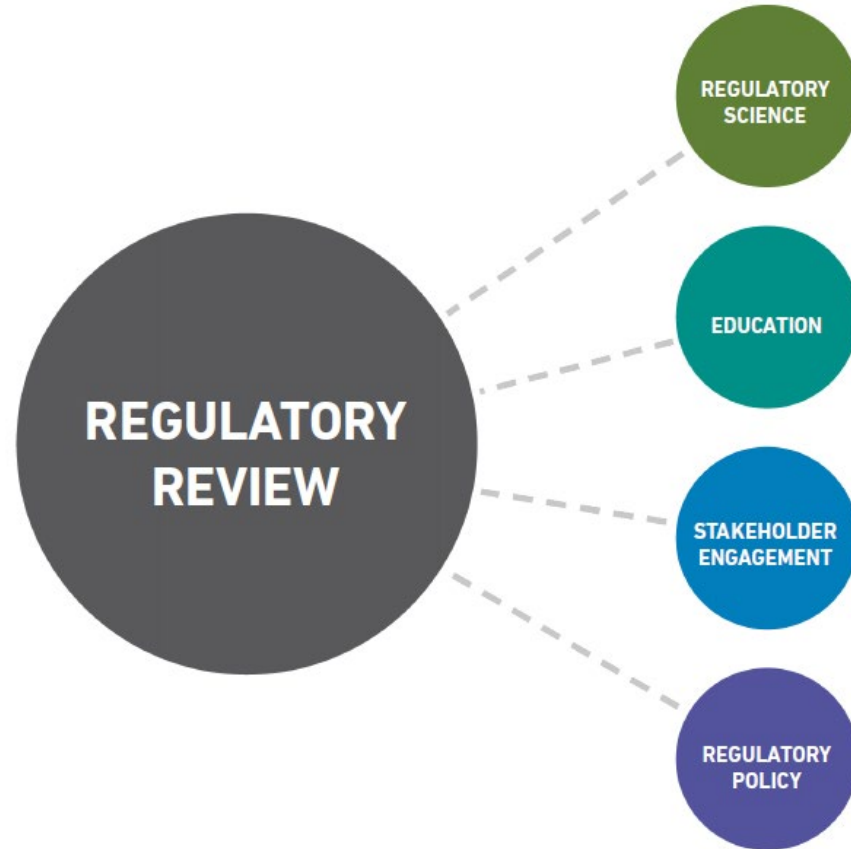 REGULATORY
SCIENCE
EDUCATION
REGULATORY
REVIEW
STAKEHOLDER
ENGAGEMENT
REGULATORY
POLICY